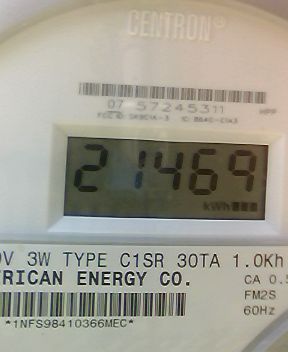 CENTRON®
07 57245311
HPP
21469
kWh
0V 3W TYPE C1SR 30TA 1.0Kh
RICAN ENERGY CO.
CA 0.5
FM2S
60Hz
*1NFS98410366MEC*